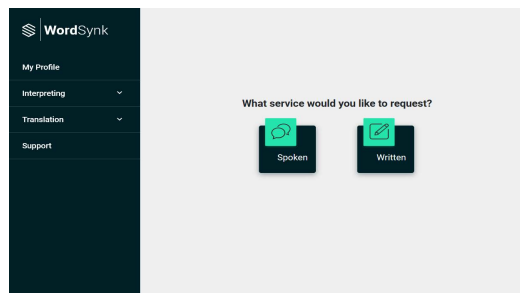 WordSynk
My Profile
Interpreting
Translation
Support
What service would you like to request?
Spoken
Written